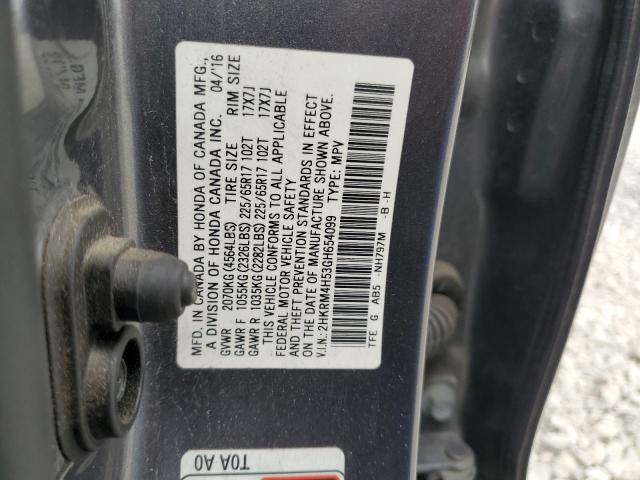 MFD. IN CANADA BY HONDA OF CANADA MFG.,
A DIVISION OF HONDA CANADA INC. 04/'16
GVWR 2070KG(4564LBS) TIRE SIZE RIM SIZE
GAWR F 1055KG(2326LBS)225/65R17 102T 17X7J
GAWR R 1035KG(2282LBS)225/65R17 102T 17X7J
THIS VEHICLE CONFORMS TO ALL APPLICABLE
FEDERAL MOTOR VEHICLE SAFETY
AND THEFT PREVENTION STANDARDS IN EFFECT
ON THE DATE OF MANUFACTURE SHOWN ABOVE.
V.I.N.:2HKRM4H53GH654099 TYPE: MPV
TFE G AB5 -NH797M -B -H
T0A A0